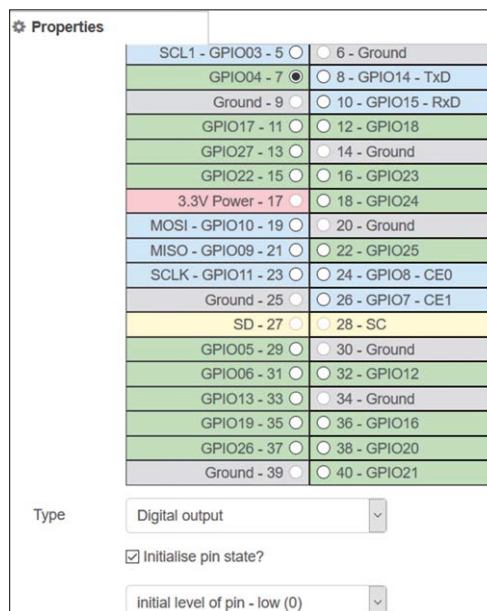 Properties
SCL1 - GPIO03 - 5 6 - Ground
GPIO04 - 7 8 - GPIO14 - TxD
Ground - 9 10 - GPIO15 - RxD
GPIO17 - 11 12 - GPIO18
GPIO27 - 13 14 - Ground
GPIO22 - 15 16 - GPIO23
3.3V Power - 17 18 - GPIO24
MOSI - GPIO10 - 19 20 - Ground
MISO - GPIO09 - 21 22 - GPIO25
SCLK - GPIO11 - 23 24 - GPIO8 - CE0
Ground - 25 26 - GPIO7 - CE1
SD - 27 28 - SC
GPIO05 - 29 30 - Ground
GPIO06 - 31 32 - GPIO12
GPIO13 - 33 34 - Ground
GPIO19 - 35 36 - GPIO16
GPIO26 - 37 38 - GPIO20
Ground - 39 40 - GPIO21
Type Digital output
Initialise pin state?
initial level of pin - low (0)